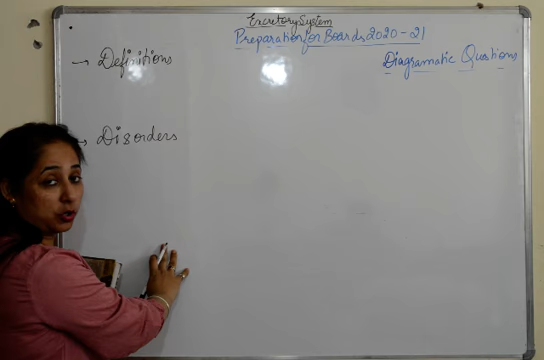 Excretory System
Preparation for Boards 2020-21
→ Definitions
Diagramatic Questions
→ Disorders